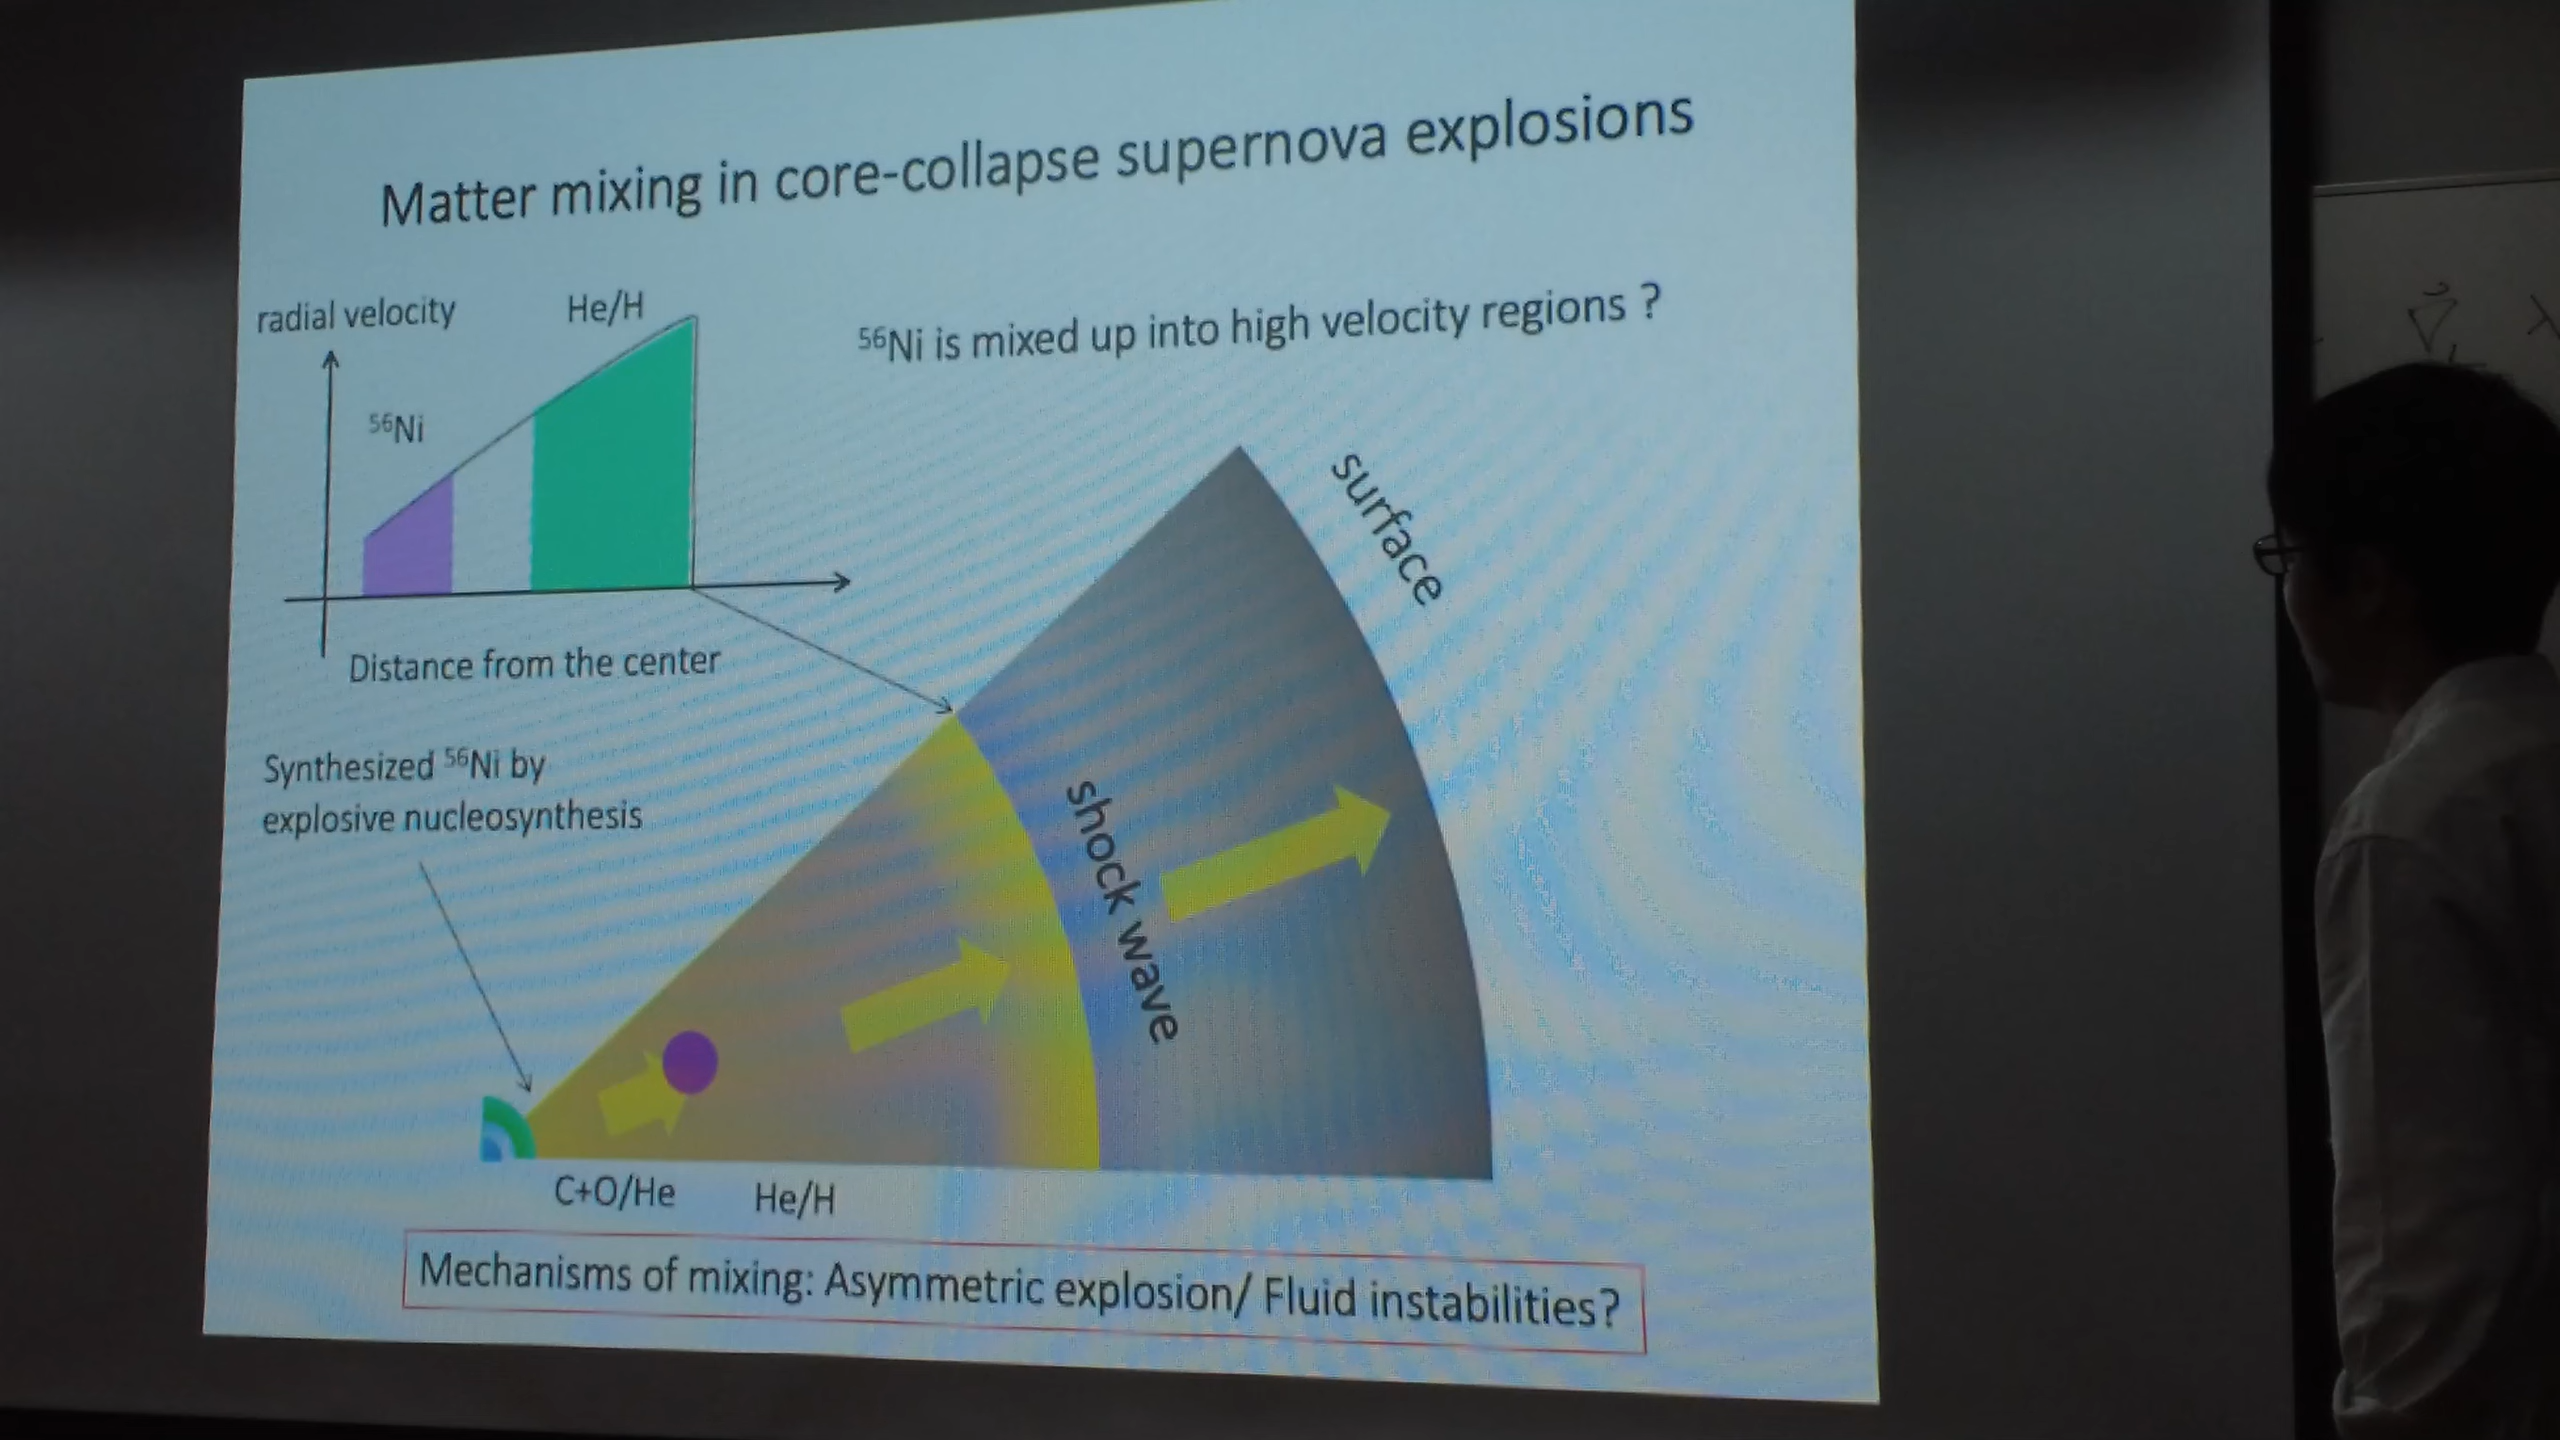 Matter mixing in core-collapse supernova explosions
radial velocity
He/H
⁵⁶Ni
⁵⁶Ni is mixed up into high velocity regions ?
Distance from the center
surface
Synthesized ⁵⁶Ni by
explosive nucleosynthesis
shock wave
C+O/He
He/H
Mechanisms of mixing: Asymmetric explosion/ Fluid instabilities?